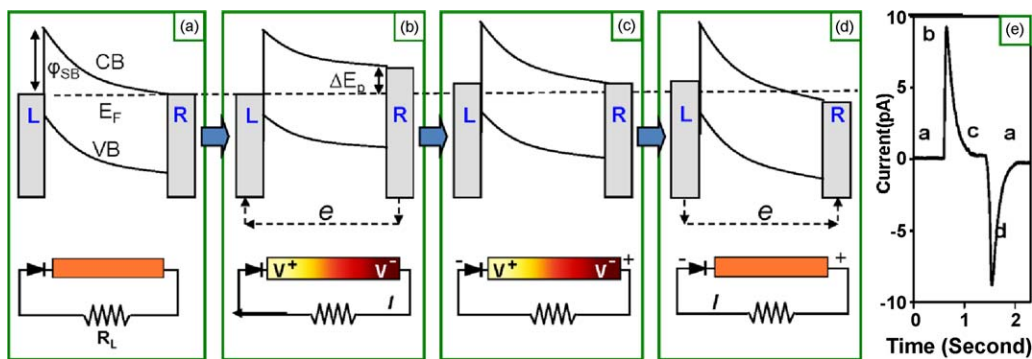 (a)
φSB
CB
L
EF
R
VB
RL
(b)
ΔEp
L
R
e
V+ V-
I
(c)
L
R
V+ V-
- +
(d)
L
R
e
- +
I
(e)
Current(pA)
10
5
0
-5
-10
b
a
c
a
d
0 1 2
Time (Second)